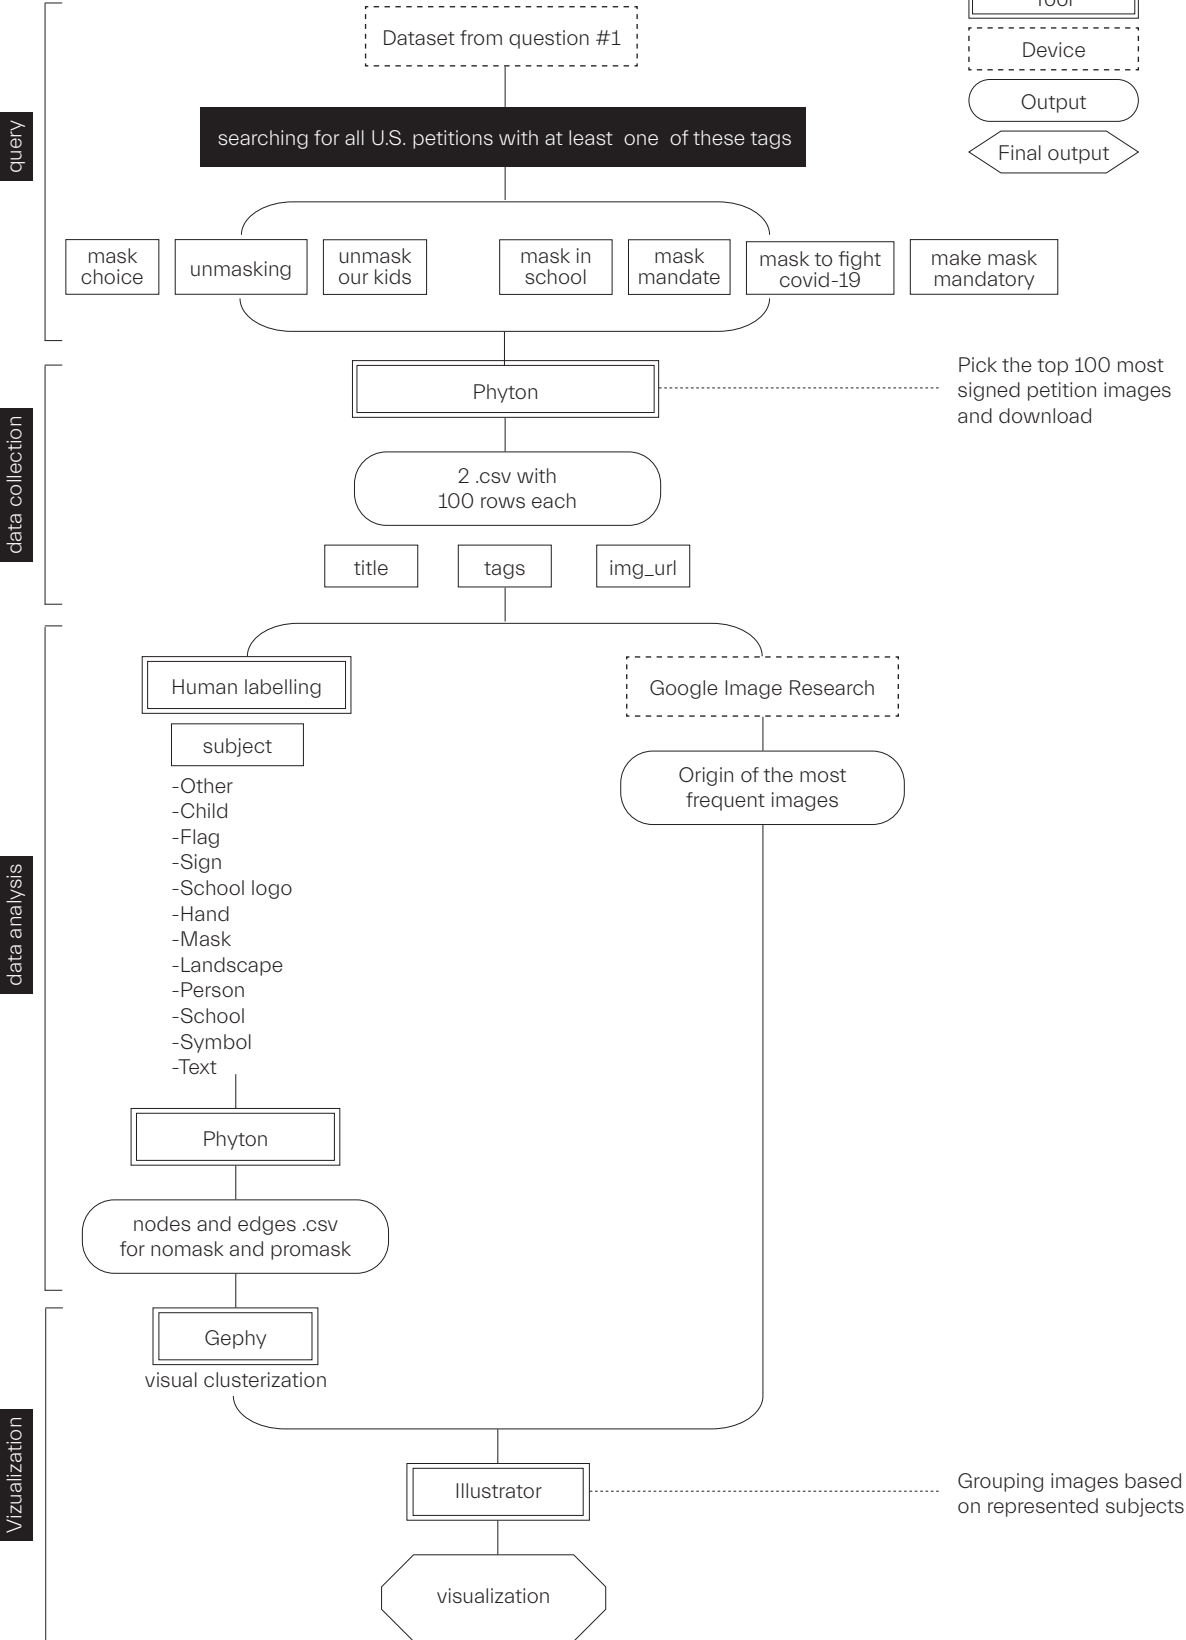 Tool
Dataset from question #1
Device
Output
searching for all U.S. petitions with at least one of these tags
Final output
query
mask
choice
unmasking
unmask
our kids
mask in
school
mask
mandate
mask to fight
covid-19
make mask
mandatory
data collection
Phyton
Pick the top 100 most
signed petition images
and download
2 .csv with
100 rows each
title
tags
img_url
data analysis
Human labelling
Google Image Research
subject
Origin of the most
frequent images
-Other
-Child
-Flag
-Sign
-School logo
-Hand
-Mask
-Landscape
-Person
-School
-Symbol
-Text
Phyton
nodes and edges .csv
for nomask and promask
Vizualization
Gephy
visual clusterization
Illustrator
Grouping images based
on represented subjects
visualization